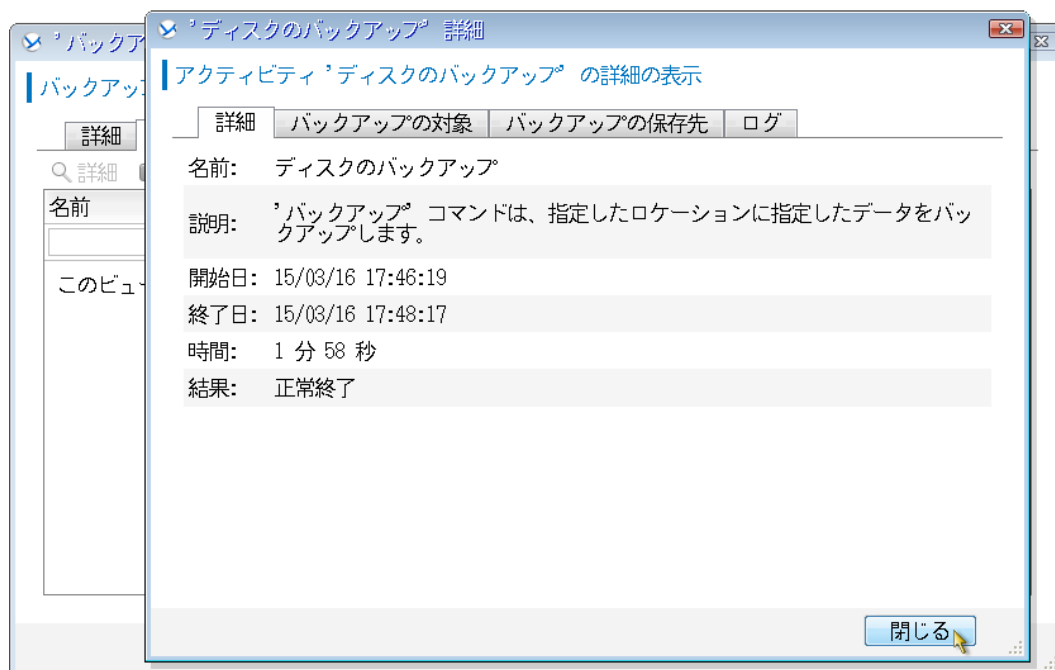 'バックア
'ディスクのバックアップ' 詳細
バックアッ
アクティビティ 'ディスクのバックアップ' の詳細の表示
詳細
詳細 バックアップの対象 バックアップの保存先 ログ
詳細
名前
このビュ
名前: ディスクのバックアップ
説明: 'バックアップ' コマンドは、指定したロケーションに指定したデータをバッ
クアップします。
開始日: 15/03/16 17:46:19
終了日: 15/03/16 17:48:17
時間: 1 分 58 秒
結果: 正常終了
閉じる